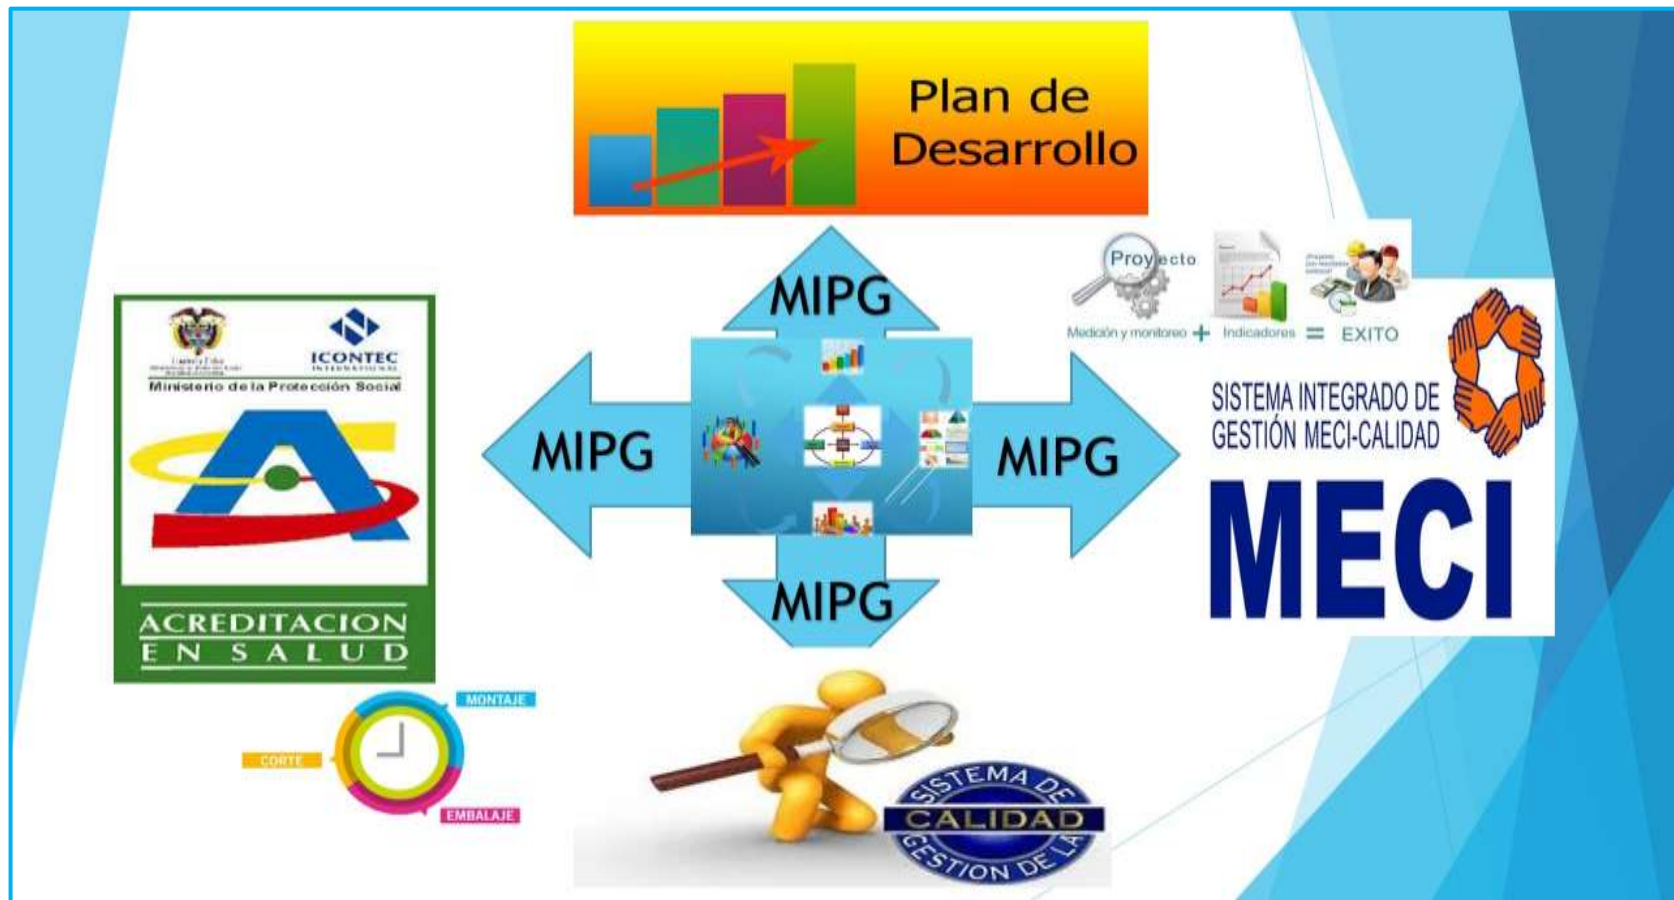 Plan de
Desarrollo
MIPG
Proyecto
Medición y monitoreo + Indicadores = EXITO
ICONTEC
INTERNATIONAL
Ministerio de la Protección Social
ACREDITACION
EN SALUD
MIPG
MIPG
SISTEMA INTEGRADO DE
GESTIÓN MECI-CALIDAD
MECI
MIPG
MONTAJE
CORTE
EMBALAJE
SISTEMA DE
CALIDAD
GESTION DE LA